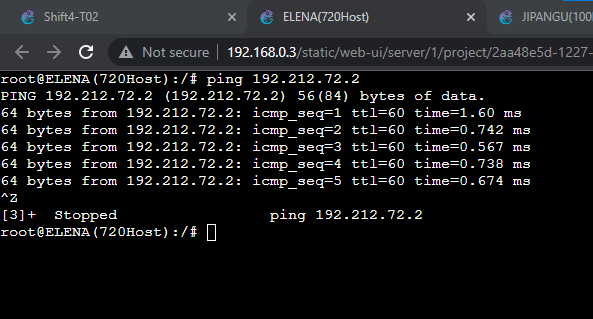 Shift4-T02
ELENA(720Host)
JIPANGU(100
Not secure
192.168.0.3/static/web-ui/server/1/project/2aa48e5d-1227-
root@ELENA(720Host):/# ping 192.212.72.2
PING 192.212.72.2 (192.212.72.2) 56(84) bytes of data.
64 bytes from 192.212.72.2: icmp_seq=1 ttl=60 time=1.60 ms
64 bytes from 192.212.72.2: icmp_seq=2 ttl=60 time=0.742 ms
64 bytes from 192.212.72.2: icmp_seq=3 ttl=60 time=0.567 ms
64 bytes from 192.212.72.2: icmp_seq=4 ttl=60 time=0.738 ms
64 bytes from 192.212.72.2: icmp_seq=5 ttl=60 time=0.674 ms
^Z
[3]+  Stopped                 ping 192.212.72.2
root@ELENA(720Host):/#